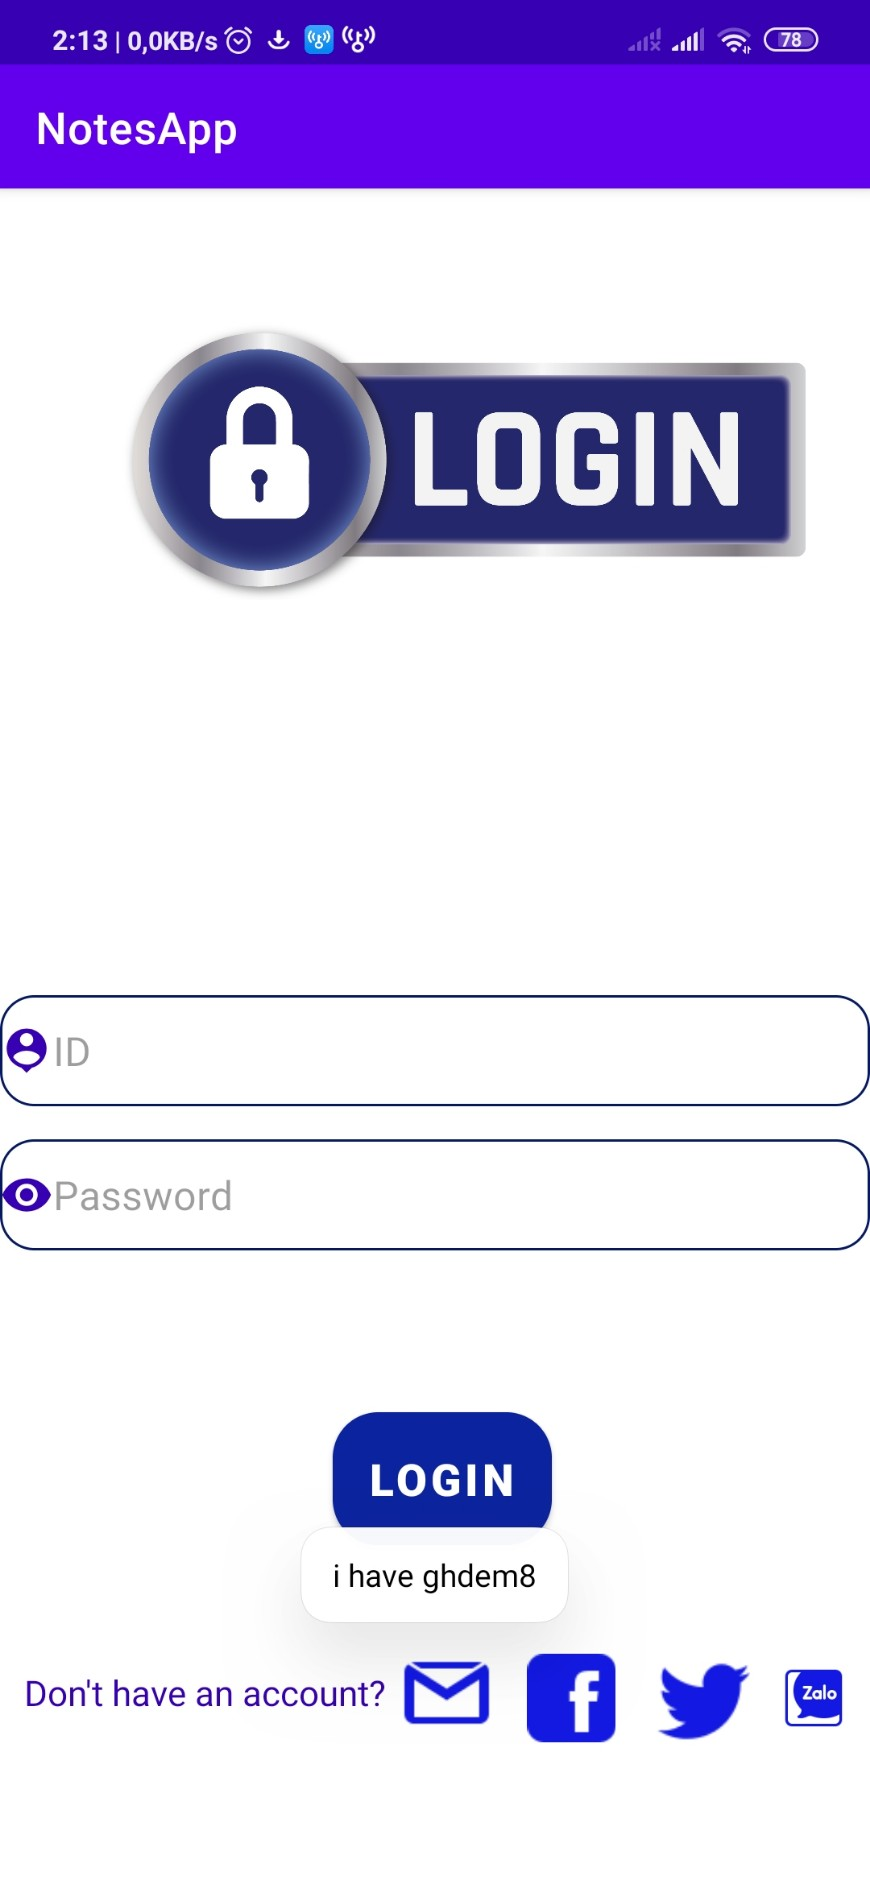 2:13 | 0,0KB/s 78
NotesApp
LOGIN
ID
Password
LOGIN
i have ghdem8
Don't have an account?
Zalo